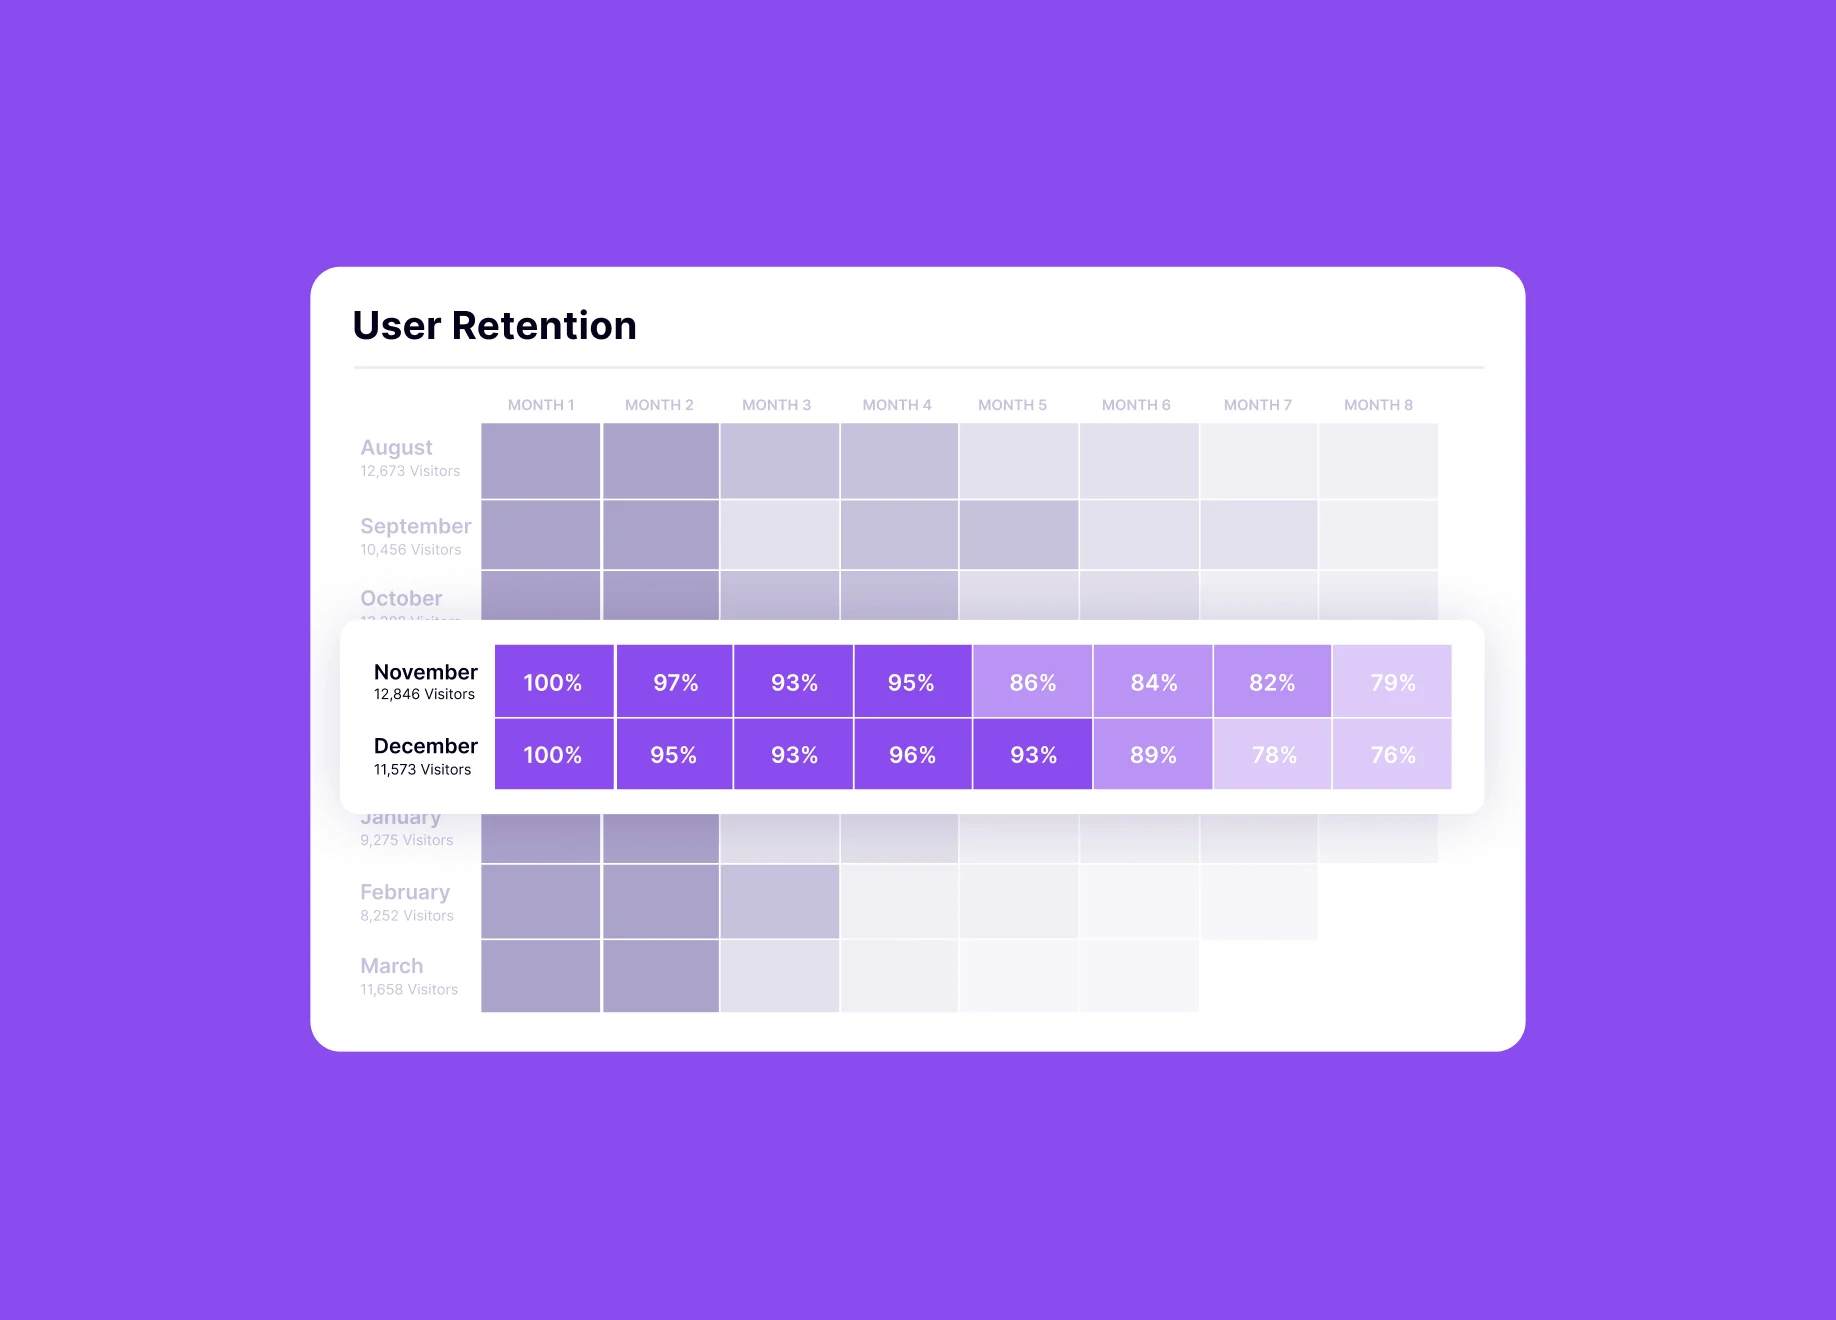 User Retention
MONTH 1 MONTH 2 MONTH 3 MONTH 4 MONTH 5 MONTH 6 MONTH 7 MONTH 8
August
12,673 Visitors
September
10,456 Visitors
October
November 100% 97% 93% 95% 86% 84% 82% 79%
12,846 Visitors
December 100% 95% 93% 96% 93% 89% 78% 76%
11,573 Visitors
January
9,275 Visitors
February
8,252 Visitors
March
11,658 Visitors